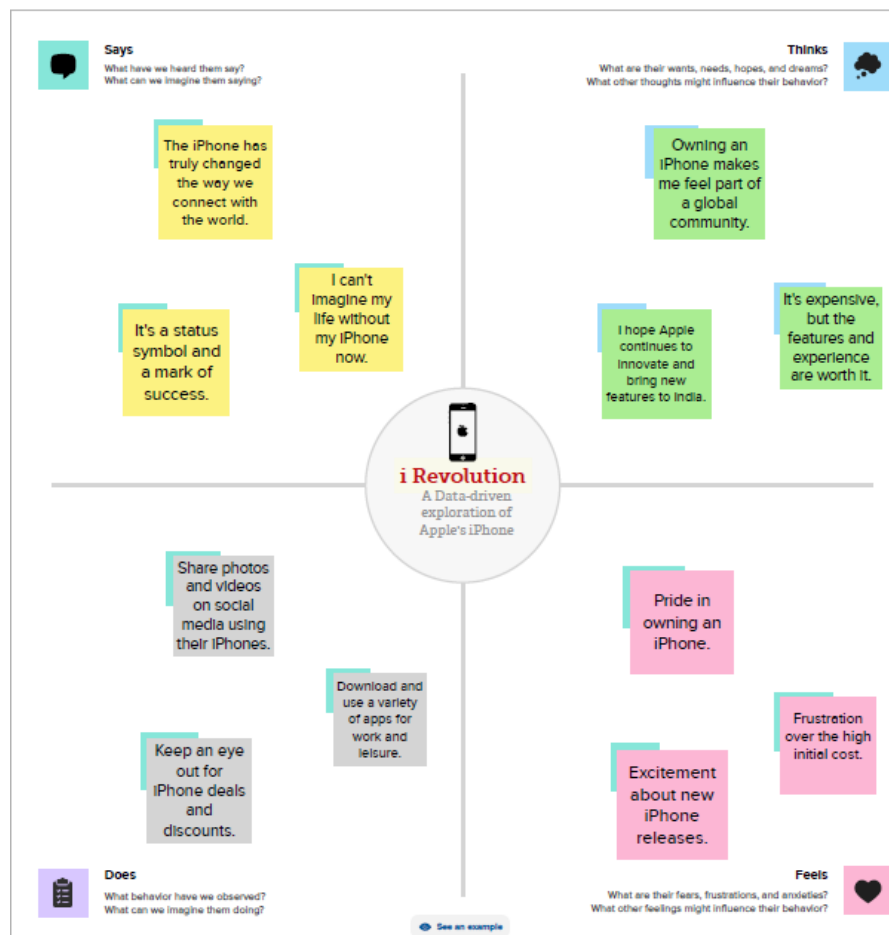 Says
What have we heard them say?
What can we imagine them saying?
Thinks
What are their wants, needs, hopes, and dreams?
What other thoughts might influence their behavior?
The iPhone has
truly changed
the way we
connect with
the world.
I can't
imagine my
life without
my iPhone
now.
It's a status
symbol and
a mark of
success.
Owning an
iPhone makes
me feel part of
a global
community.
I hope Apple
continues to
innovate and
bring new
features to India.
It's expensive,
but the
features and
experience
are worth it.
i Revolution
A Data-driven
exploration of
Apple's iPhone
Share photos
and videos
on social
media using
their iPhones.
Download and
use a variety
of apps for
work and
leisure.
Keep an eye
out for
iPhone deals
and
discounts.
Pride in
owning an
iPhone.
Frustration
over the high
initial cost.
Excitement
about new
iPhone
releases.
Does
What behavior have we observed?
What can we imagine them doing?
Feels
What are their fears, frustrations, and anxieties?
What other feelings might influence their behavior?
See an example